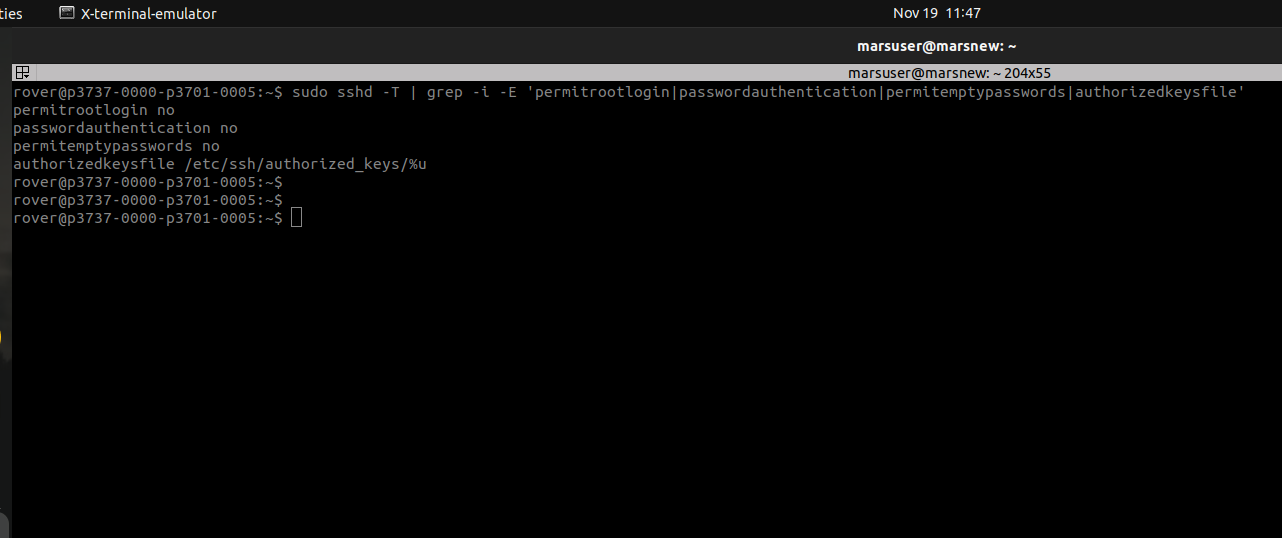 ties X-terminal-emulator Nov 19 11:47
marsuser@marsnew: ~
marsuser@marsnew: ~ 204x55
rover@p3737-0000-p3701-0005:~$ sudo sshd -T | grep -i -E 'permitrootlogin|passwordauthentication|permitemptypasswords|authorizedkeysfile'
permitrootlogin no
passwordauthentication no
permitemptypasswords no
authorizedkeysfile /etc/ssh/authorized_keys/%u
rover@p3737-0000-p3701-0005:~$
rover@p3737-0000-p3701-0005:~$
rover@p3737-0000-p3701-0005:~$